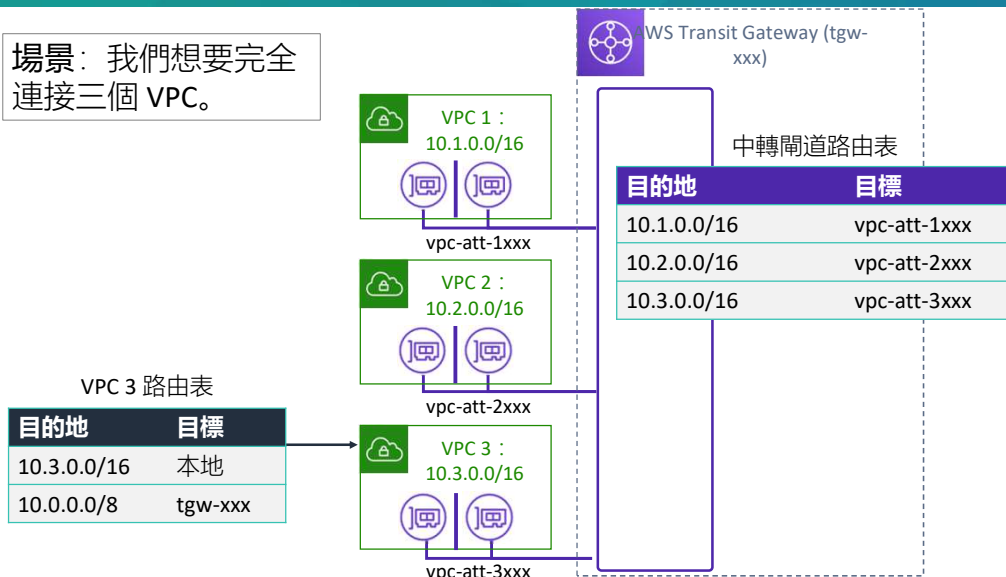 場景：我們想要完全
連接三個 VPC。
AWS Transit Gateway (tgw-
xxx)
VPC 1：
10.1.0.0/16
vpc-att-1xxx
VPC 2：
10.2.0.0/16
vpc-att-2xxx
VPC 3：
10.3.0.0/16
vpc-att-3xxx
中轉閘道路由表
目的地 目標
10.1.0.0/16 vpc-att-1xxx
10.2.0.0/16 vpc-att-2xxx
10.3.0.0/16 vpc-att-3xxx
VPC 3 路由表
目的地 目標
10.3.0.0/16 本地
10.0.0.0/8 tgw-xxx